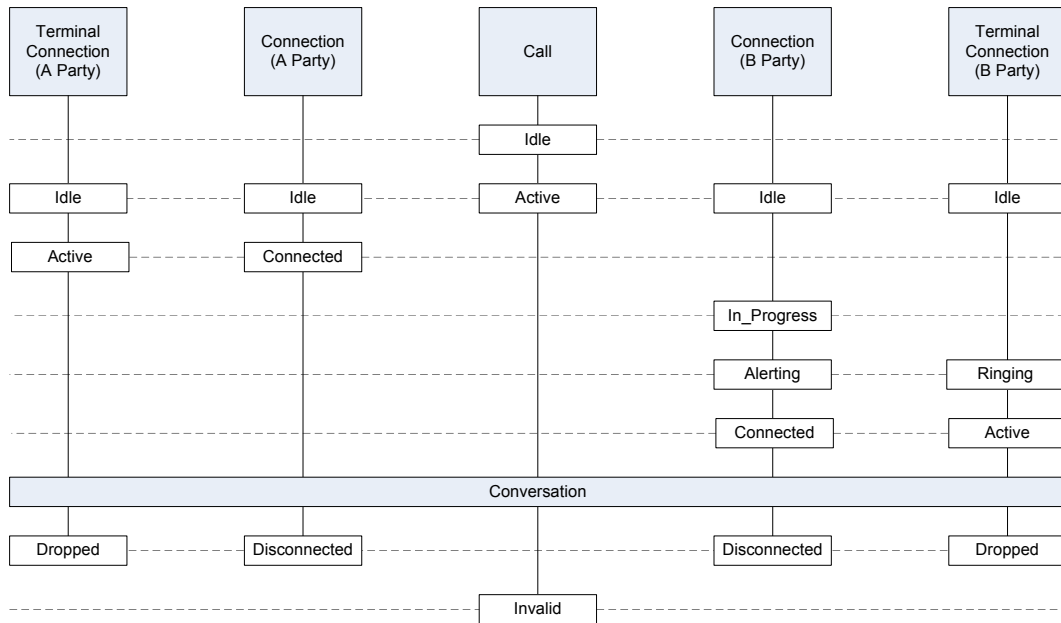 Terminal
Connection
(A Party)
Connection
(A Party)
Call
Connection
(B Party)
Terminal
Connection
(B Party)
Idle
Idle
Idle
Active
Idle
Idle
Active
Connected
In_Progress
Alerting
Ringing
Connected
Active
Conversation
Dropped
Disconnected
Disconnected
Dropped
Invalid